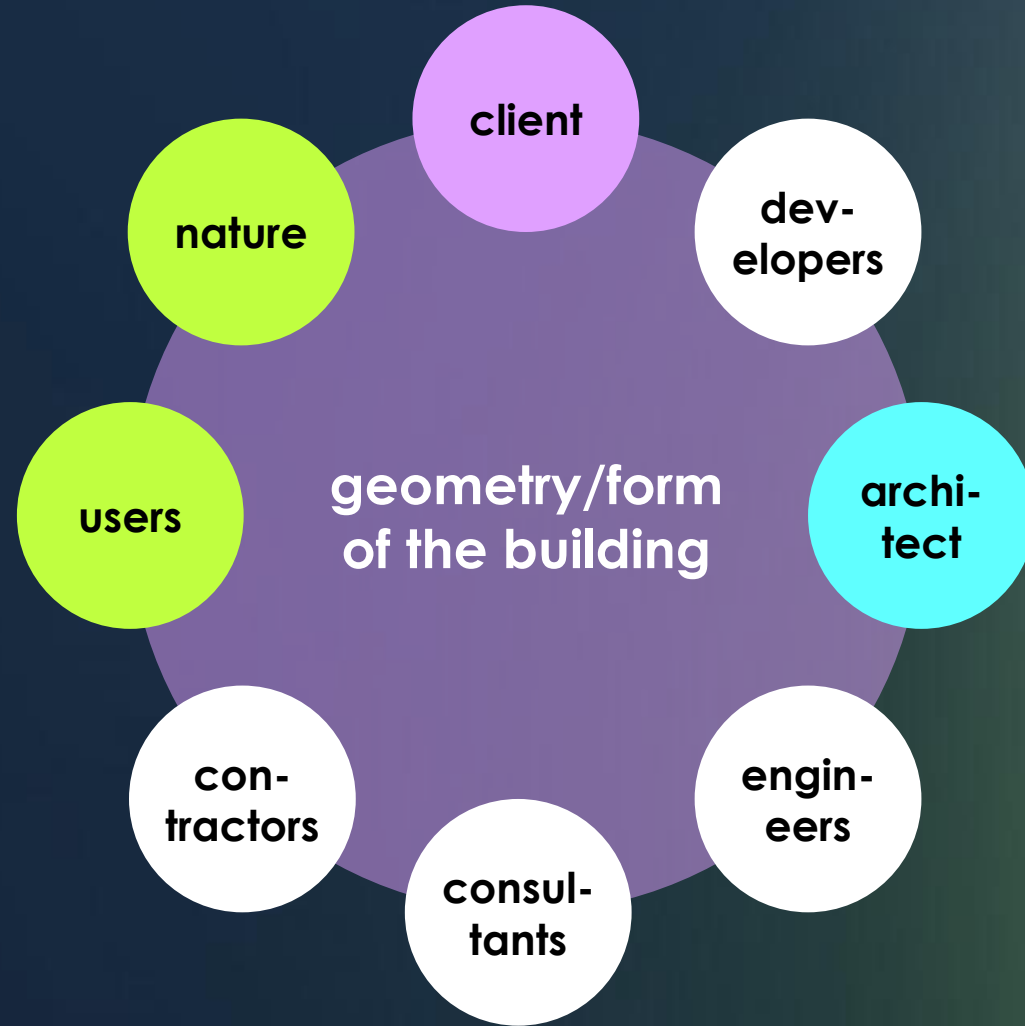 client
dev-
elopers
nature
archi-
tect
users
geometry/form
of the building
engin-
eers
con-
tractors
consul-
tants